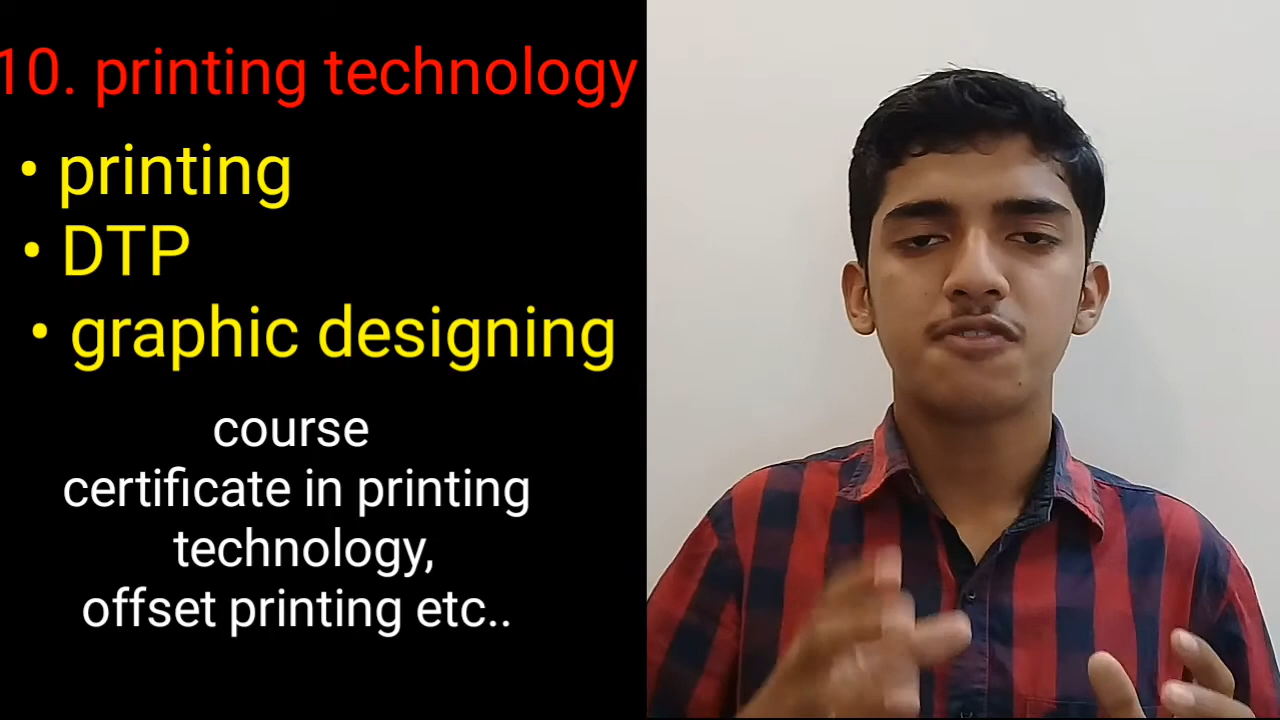 10. printing technology
• printing
• DTP
• graphic designing
course
certificate in printing
technology,
offset printing etc..